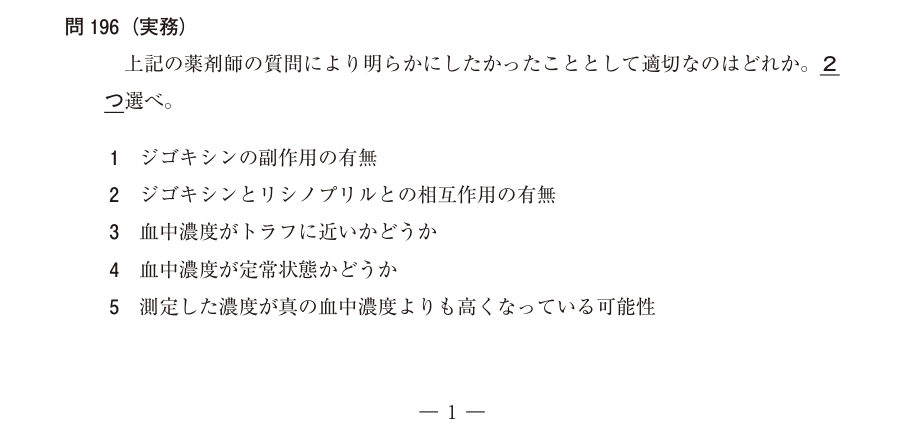 問 196（実務）
上記の薬剤師の質問により明らかにしたかったこととして適切なのはどれか。2
つ選べ。
1 ジゴキシンの副作用の有無
2 ジゴキシンとリシノプリルとの相互作用の有無
3 血中濃度がトラフに近いかどうか
4 血中濃度が定常状態かどうか
5 測定した濃度が真の血中濃度よりも高くなっている可能性
— 1 —